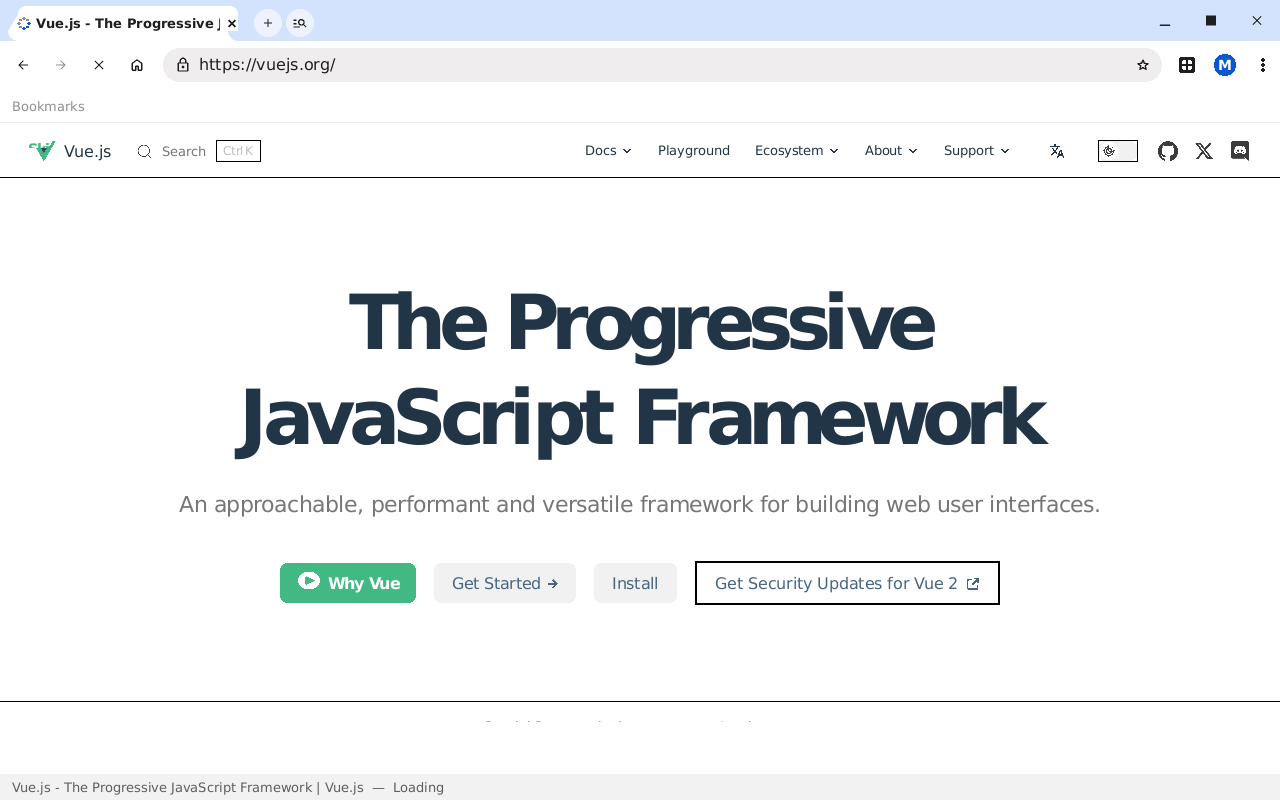 Vue.js - The Progressive
https://vuejs.org/
M
Bookmarks
Vue.js
Search
Ctrl K
Docs
Playground
Ecosystem
About
Support
The Progressive
JavaScript Framework
An approachable, performant and versatile framework for building web user interfaces.
Why Vue
Get Started →
Install
Get Security Updates for Vue 2
Vue.js - The Progressive JavaScript Framework | Vue.js — Loading